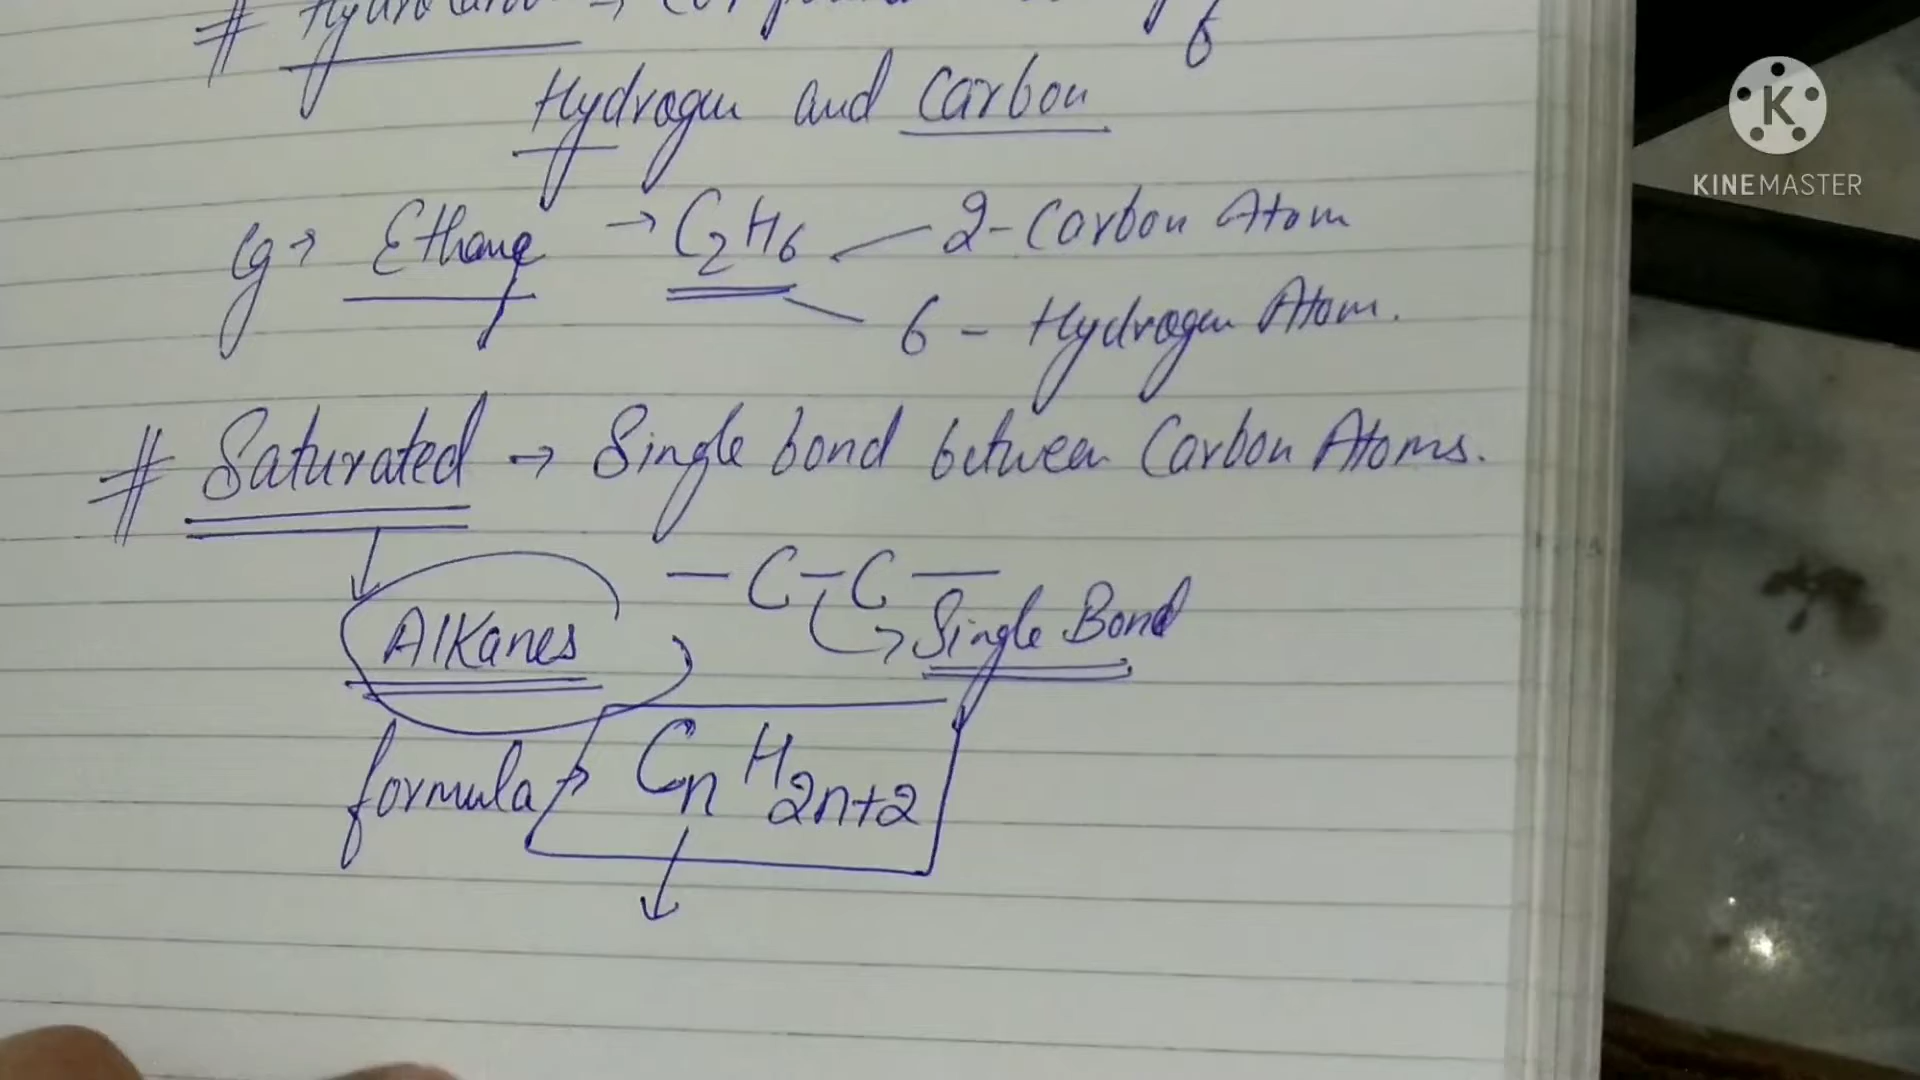 # Hydrocarbon →
Hydrogen and Carbon
eg → Ethane → C₂H₆ 2-Carbon Atom
6 - Hydrogen Atom.
# Saturated → Single bond between Carbon Atoms.
- C - C -
Single Bond
Alkanes
formula → CₙH₂ₙ₊₂
K
KINEMASTER